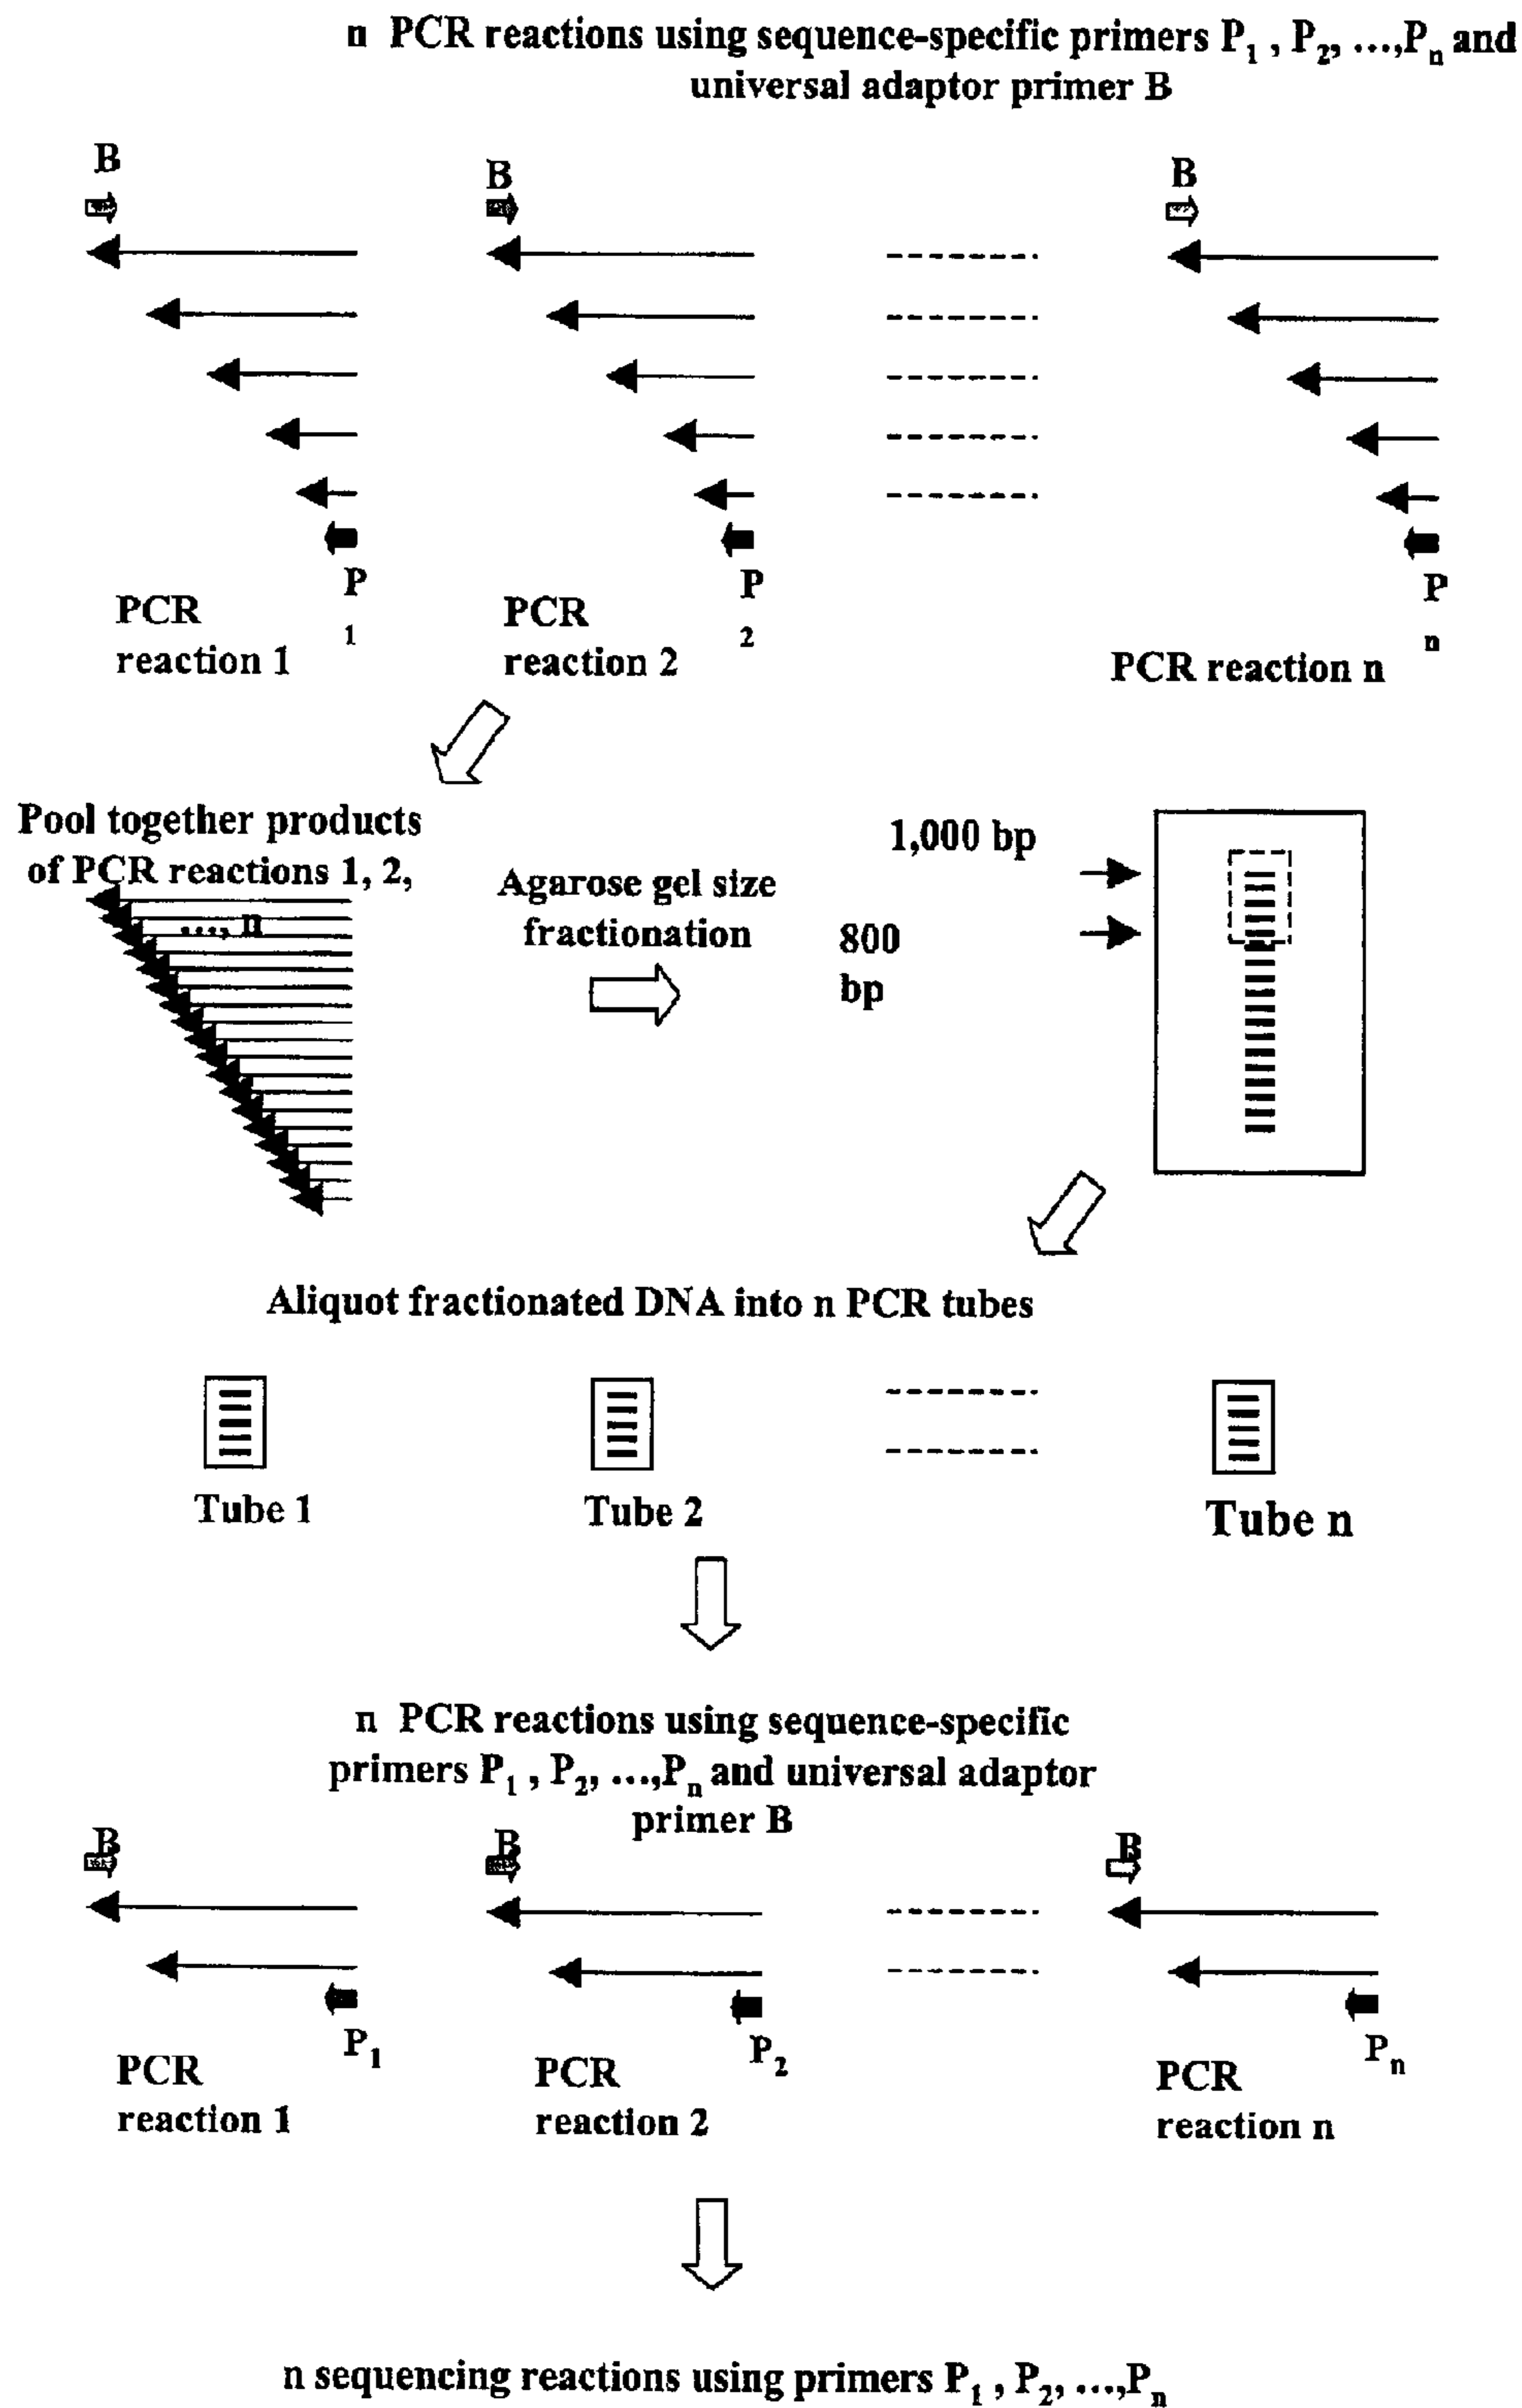 n PCR reactions using sequence-specific primers P₁ , P₂, ...,Pₙ and
universal adaptor primer B
B
B
B
P
1
P
2
P
n
PCR
reaction 1
PCR
reaction 2
PCR reaction n
Pool together products
of PCR reactions 1, 2,
..., n
Agarose gel size
fractionation
1,000 bp
800
bp
Aliquot fractionated DNA into n PCR tubes
Tube 1
Tube 2
Tube n
n PCR reactions using sequence-specific
primers P₁ , P₂, ...,Pₙ and universal adaptor
primer B
B
B
B
P₁
P₂
Pₙ
PCR
reaction 1
PCR
reaction 2
PCR
reaction n
n sequencing reactions using primers P₁ , P₂, ...,Pₙ